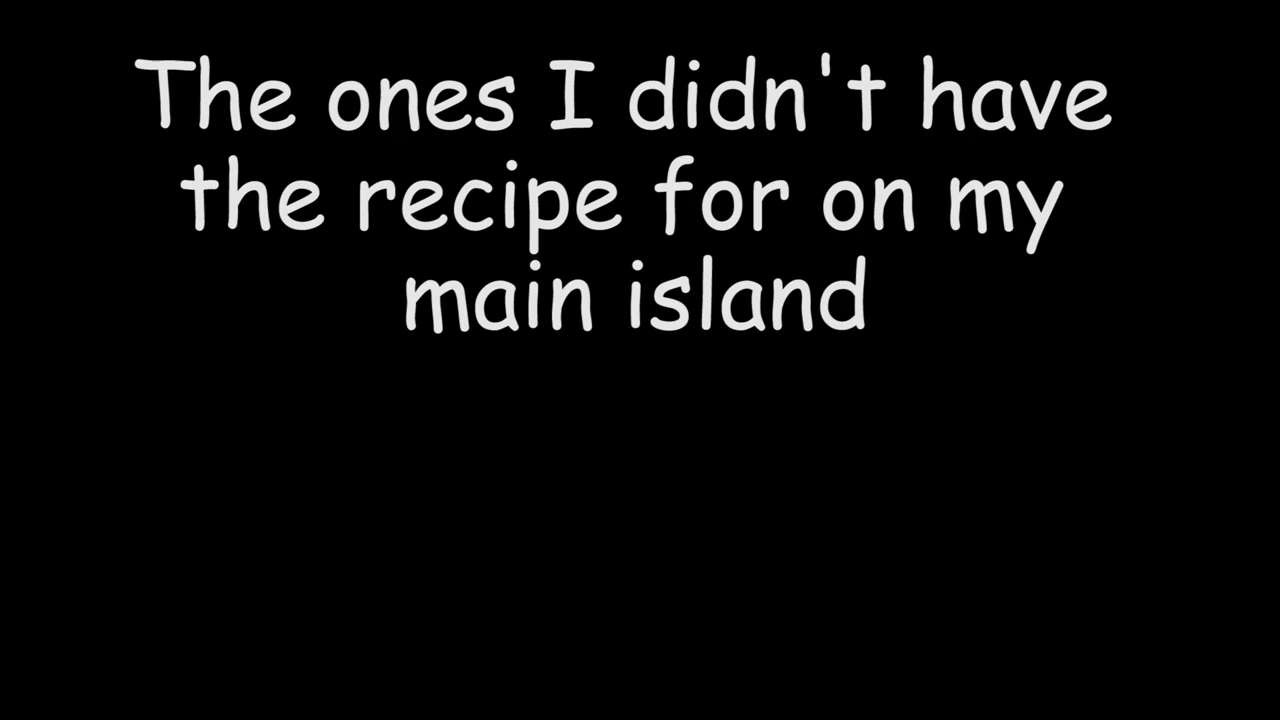 The ones I didn't have
the recipe for on my
main island